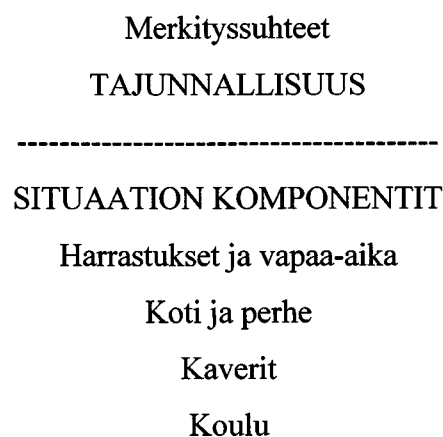 Merkityssuhteet
TAJUNNALLISUUS
----------------------------------------
SITUAATION KOMPONENTIT
Harrastukset ja vapaa-aika
Koti ja perhe
Kaverit
Koulu